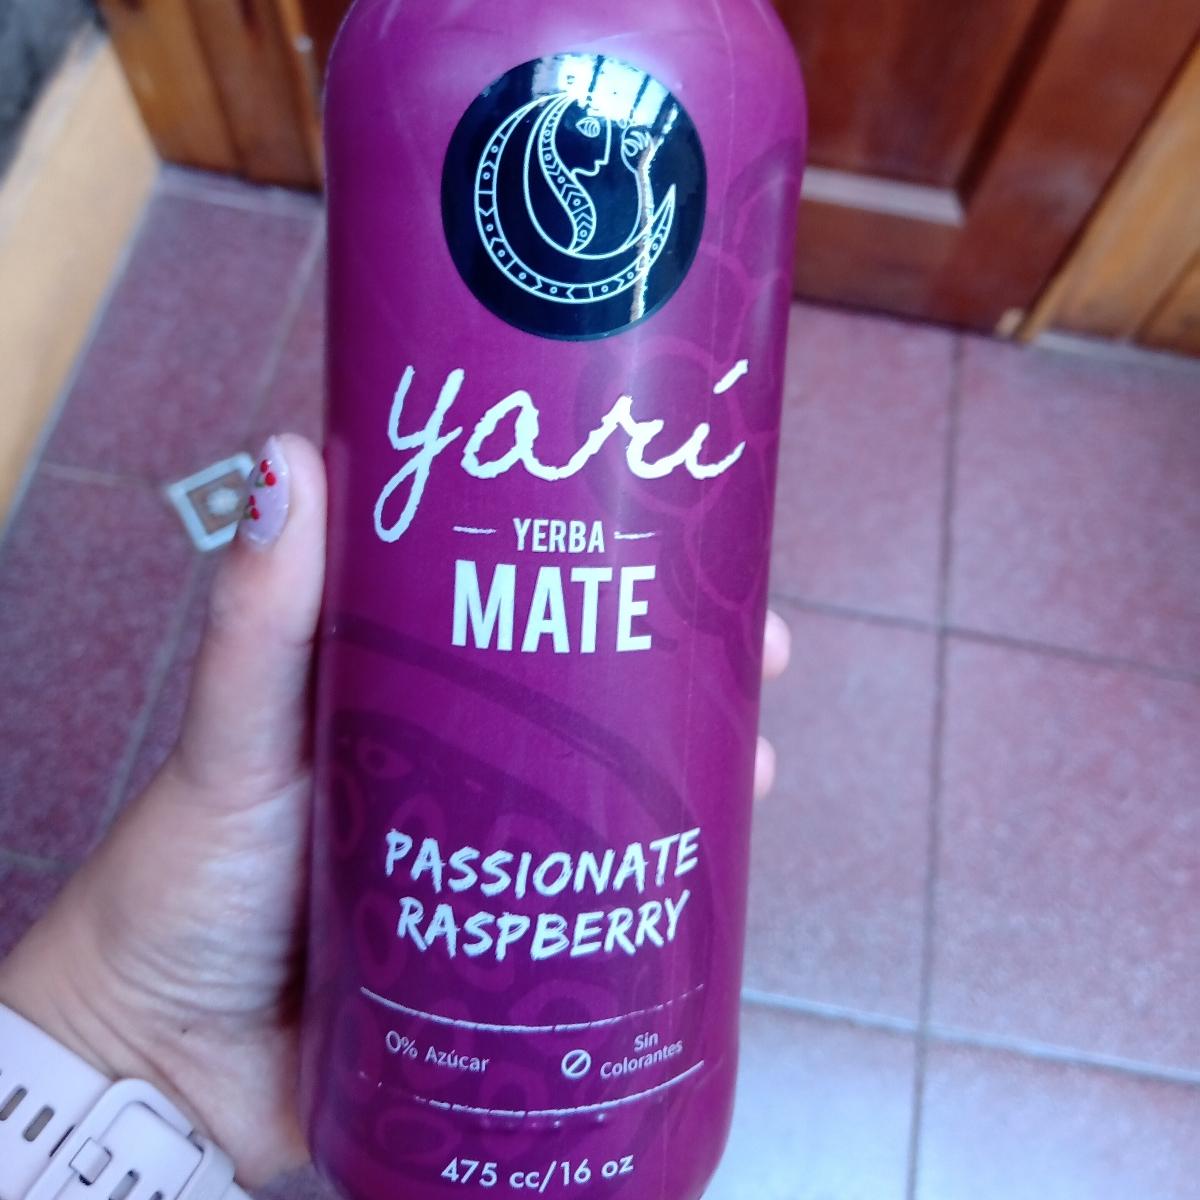 yarí
YERBA
MATE
PASSIONATE
RASPBERRY
0% Azúcar
Sin
Colorantes
475 cc/16 oz